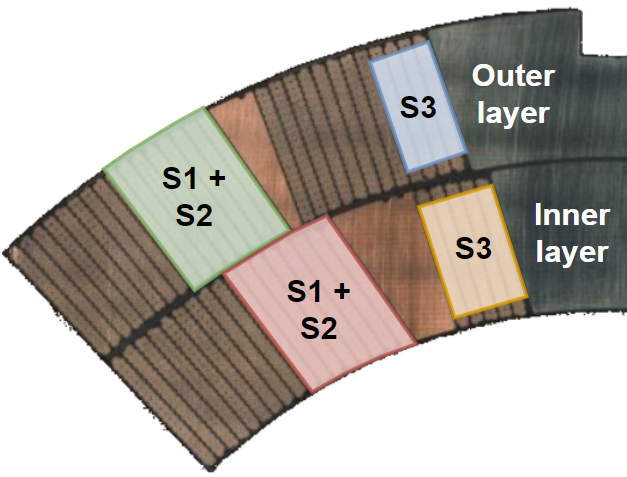 Outer
layer
S3
S1 +
S2
Inner
layer
S3
S1 +
S2